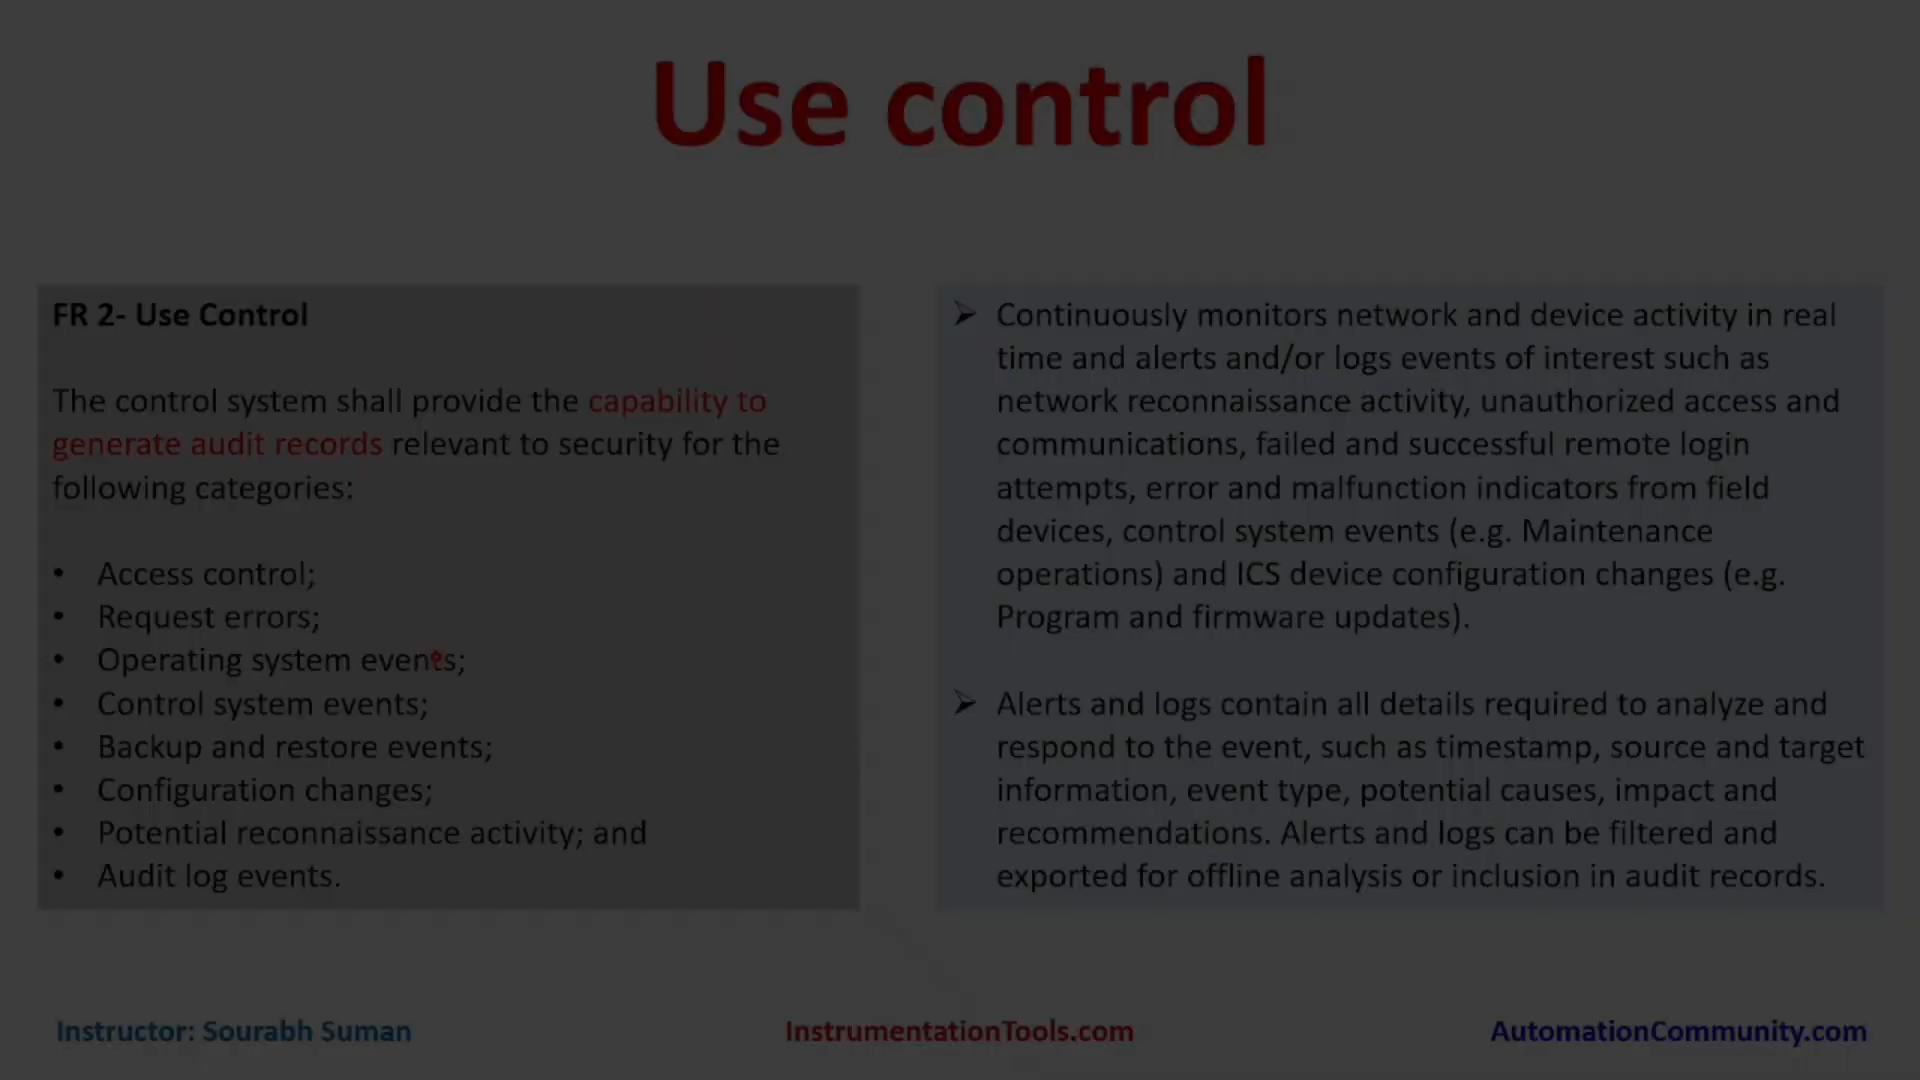 Use control
FR 2- Use Control
The control system shall provide the capability to
generate audit records relevant to security for the
following categories:
• Access control;
• Request errors;
• Operating system events;
• Control system events;
• Backup and restore events;
• Configuration changes;
• Potential reconnaissance activity; and
• Audit log events.
➢ Continuously monitors network and device activity in real
time and alerts and/or logs events of interest such as
network reconnaissance activity, unauthorized access and
communications, failed and successful remote login
attempts, error and malfunction indicators from field
devices, control system events (e.g. Maintenance
operations) and ICS device configuration changes (e.g.
Program and firmware updates).
➢ Alerts and logs contain all details required to analyze and
respond to the event, such as timestamp, source and target
information, event type, potential causes, impact and
recommendations. Alerts and logs can be filtered and
exported for offline analysis or inclusion in audit records.
Instructor: Sourabh Suman
InstrumentationTools.com
AutomationCommunity.com